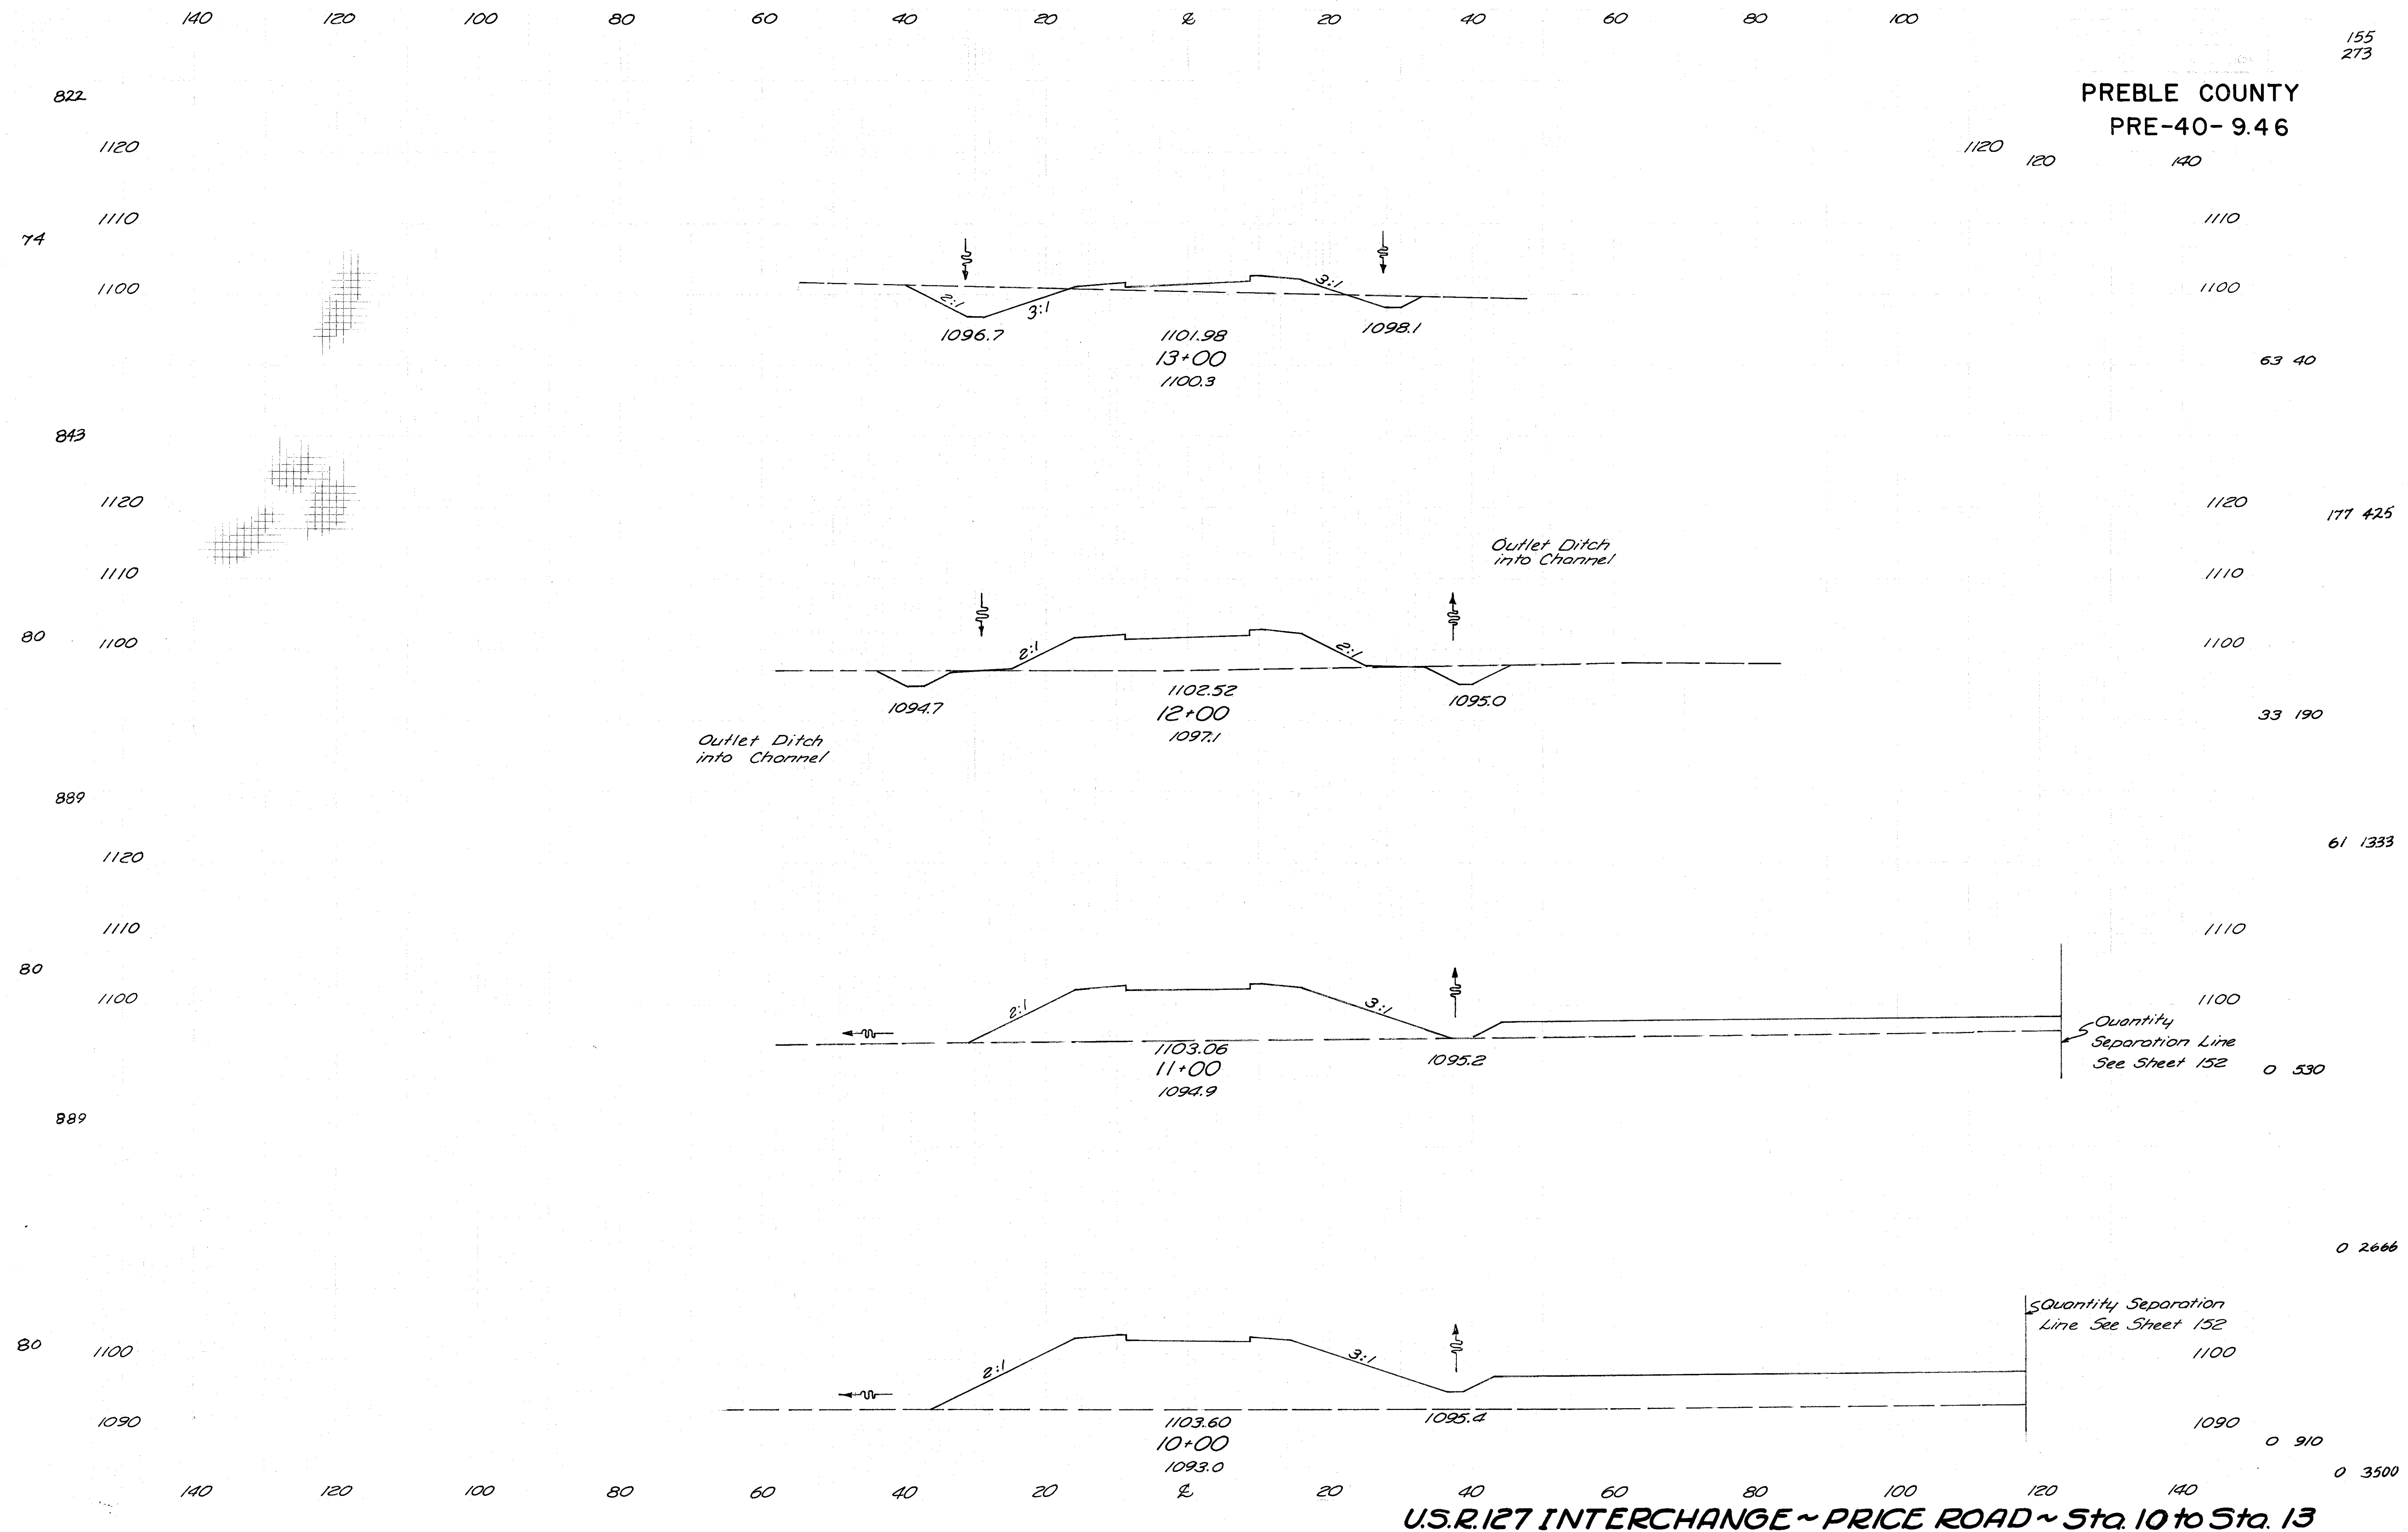 140 120 100 80 60 40 20 ℄ 20 40 60 80 100
155
273
PREBLE COUNTY
PRE-40-9.46
822
1120 1120
120 140
1110 1110
74
1100 1100
2:1 3:1 3:1
1096.7 1101.98 1098.1
13+00
63 40
1100.3
843
1120 1120
177 425
Outlet Ditch
into Channel
1110 1110
80
1100 1100
2:1 2:1
1094.7 1102.52 1095.0
12+00
33 190
1097.1
Outlet Ditch
into Channel
889
1120
61 1333
1110 1110
80
1100 1100
2:1 3:1
Quantity
Separation Line
See Sheet 152
1103.06 1095.2
11+00
0 530
1094.9
889
0 2666
Quantity Separation
Line See Sheet 152
80
1100 1100
2:1 3:1
1090 1090
1103.60 1095.4
10+00
0 910
1093.0
0 3500
140 120 100 80 60 40 20 ℄ 20 40 60 80 100 120 140
U.S.R.127 INTERCHANGE ~ PRICE ROAD ~ Sta. 10 to Sta. 13